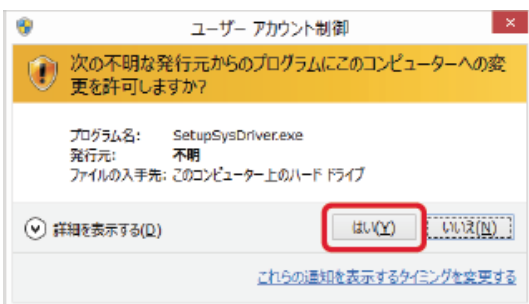 ユーザー アカウント制御
次の不明な発行元からのプログラムにこのコンピューターへの変
更を許可しますか?
プログラム名: SetupSysDriver.exe
発行元: 不明
ファイルの入手先: このコンピューター上のハード ドライブ
詳細を表示する(D) はい(Y) いいえ(N)
これらの通知を表示するタイミングを変更する